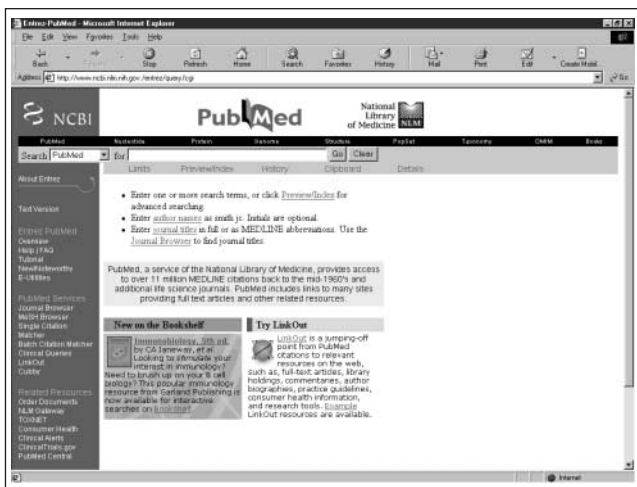 Entrez-PubMed - Microsoft Internet Explorer
File Edit View Favorites Tools Help
Back Stop Refresh Home Search Favorites History Mail Print Edit
Address http://www.ncbi.nlm.nih.gov/entrez/query.fcgi Go
NCBI
PubMed
National
Library
of Medicine NLM
PubMed Nucleotide Protein Genome Structure PopSet Taxonomy OMIM Books
Search PubMed for Go Clear
Limits Preview/Index History Clipboard Details
About Entrez
Text Version
Entrez PubMed
Overview
Help | FAQ
Tutorial
New/Noteworthy
E-Utilities
PubMed Services
Journal Browser
MeSH Browser
Single Citation
Matcher
Batch Citation Matcher
Clinical Queries
LinkOut
Cubby
Related Resources
Order Documents
NLM Gateway
TOXNET
Consumer Health
Clinical Alerts
ClinicalTrials.gov
PubMed Central
• Enter one or more search terms, or click Preview/Index for
advanced searching.
• Enter author names as smith jc. Initials are optional.
• Enter journal titles in full or as MEDLINE abbreviations. Use the
Journal Browser to find journal titles.
PubMed, a service of the National Library of Medicine, provides access
to over 11 million MEDLINE citations back to the mid-1960's and
additional life science journals. PubMed includes links to many sites
providing full text articles and other related resources.
New on the Bookshelf
Immunobiology, 5th ed.
by CA Janeway, et al.
Looking to stimulate your
interest in immunology?
Need to brush up on your B cell
biology? This popular immunology
resource from Garland Publishing is
now available for interactive
searches on Bookshelf.
Try LinkOut
LinkOut is a jumping-off
point from PubMed
citations to relevant
resources on the web,
such as, full-text articles, library
holdings, commentaries, author
biographies, practice guidelines,
consumer health information,
and research tools. Example
LinkOut resources are available.
Internet